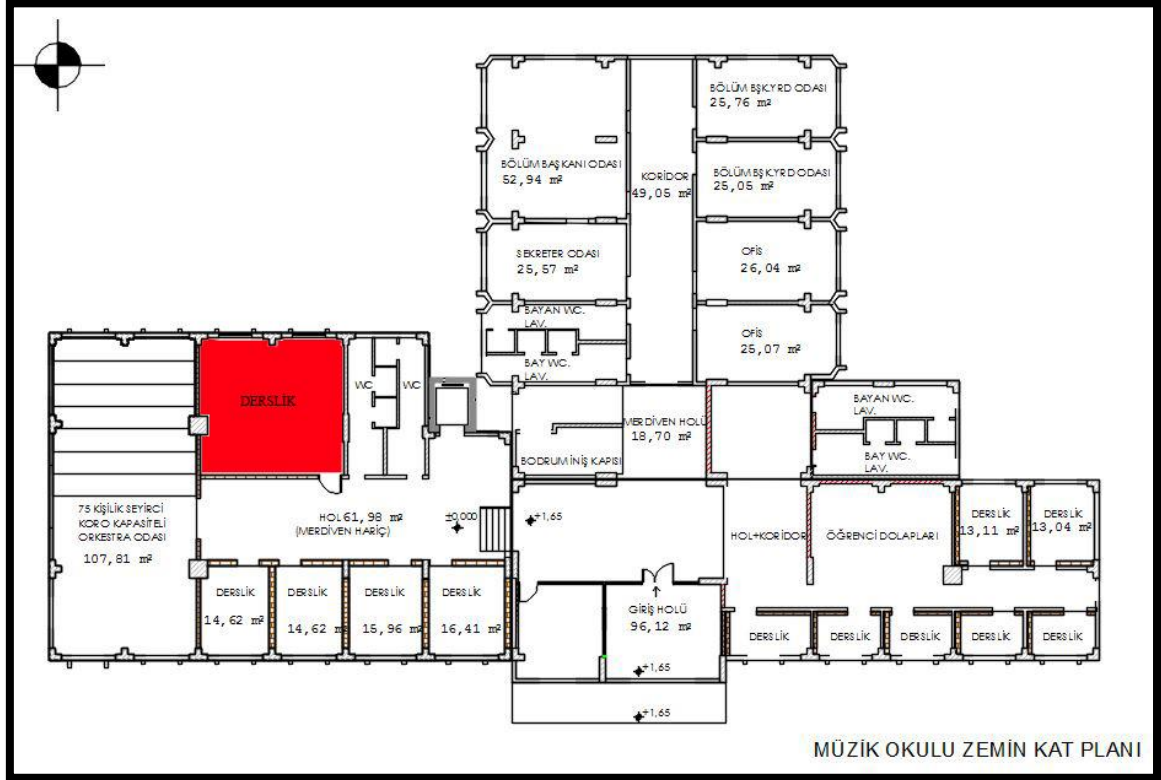 BÖLÜM BŞK.YRD ODASI
25,76 m²
BÖLÜM BAŞKANI ODASI
52,94 m²
KORİDOR
49,05 m²
BÖLÜM BŞK.YRD ODASI
25,05 m²
SEKRETER ODASI
25,57 m²
OFİS
26,04 m²
BAYAN WC.
LAV.
BAY WC.
LAV.
OFİS
25,07 m²
DERSLİK
WC
WC
MERDİVEN HOLÜ
18,70 m²
BODRUM İNİŞ KAPISI
BAYAN WC.
LAV.
BAY WC.
LAV.
75 KİŞİLİK SEYİRCİ
KORO KAPASİTELİ
ORKESTRA ODASI
107,81 m²
HOL 61,98 m²
(MERDİVEN HARİÇ)
±0,000
+1,65
HOL+KORİDOR
ÖĞRENCİ DOLAPLARI
DERSLİK
13,11 m²
DERSLİK
13,04 m²
DERSLİK
14,62 m²
DERSLİK
14,62 m²
DERSLİK
15,96 m²
DERSLİK
16,41 m²
GİRİŞ HOLÜ
96,12 m²
+1,65
+1,65
DERSLİK
DERSLİK
DERSLİK
DERSLİK
DERSLİK
MÜZİK OKULU ZEMİN KAT PLANI